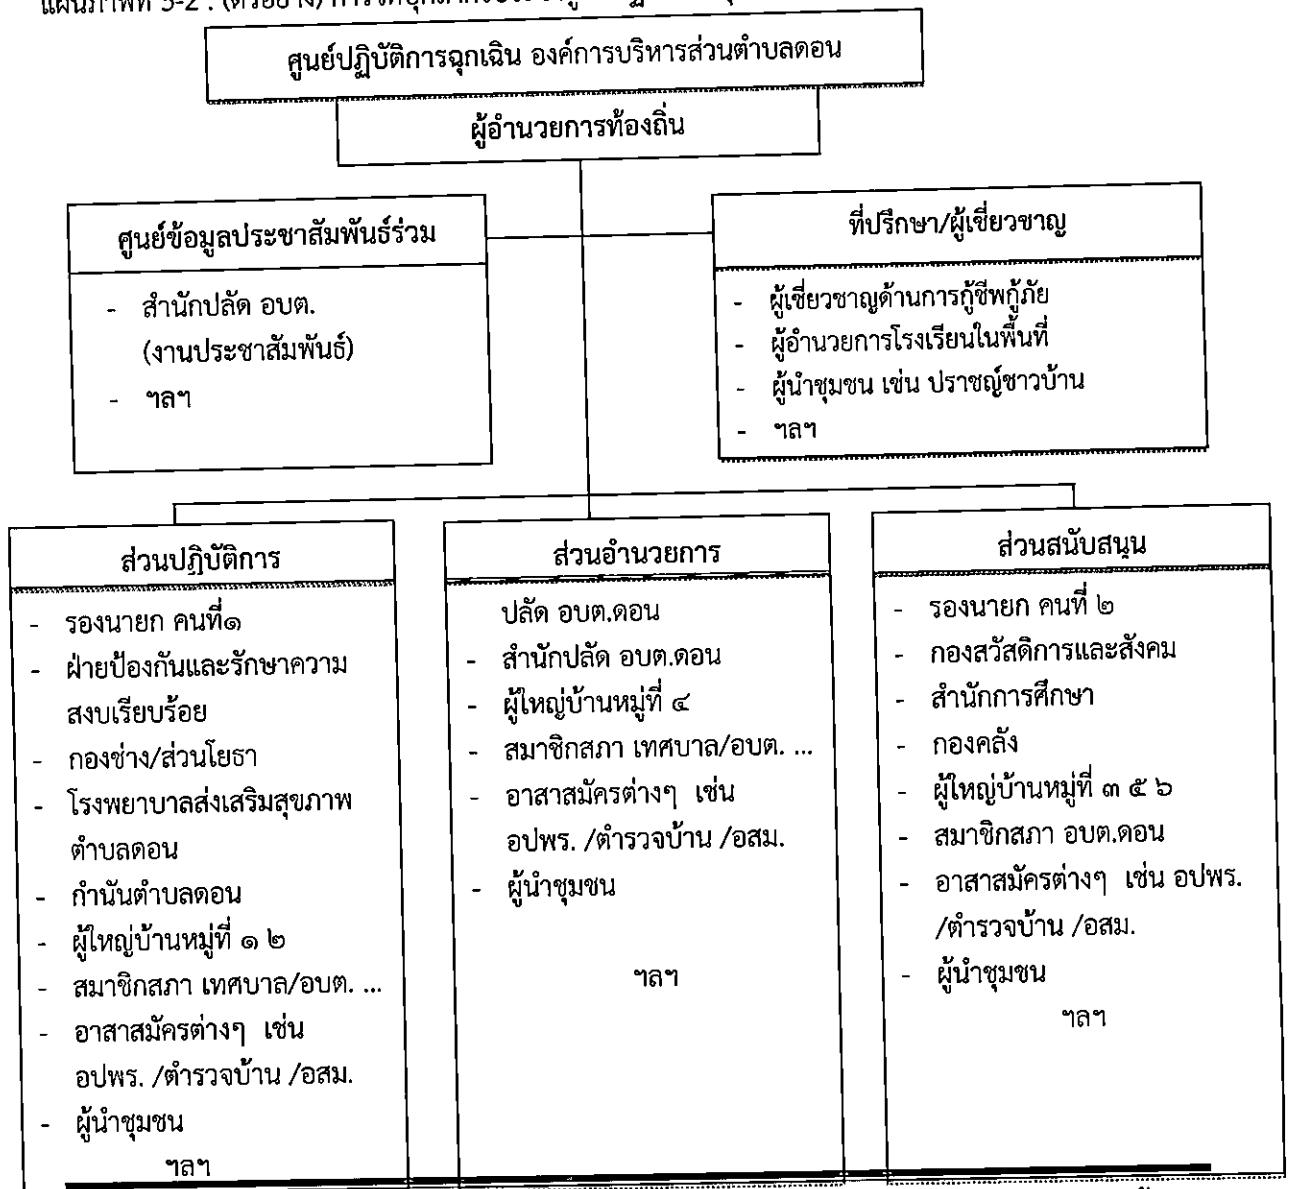 แผนภาพที่ 3-2 : (ตัวอย่าง)
ศูนย์ปฏิบัติการฉุกเฉิน องค์การบริหารส่วนตำบลดอน
ผู้อำนวยการท้องถิ่น
ศูนย์ข้อมูลประชาสัมพันธ์ร่วม
- สำนักปลัด อบต.
(งานประชาสัมพันธ์)
- ฯลฯ
ที่ปรึกษา/ผู้เชี่ยวชาญ
- ผู้เชี่ยวชาญด้านการกู้ชีพกู้ภัย
- ผู้อำนวยการโรงเรียนในพื้นที่
- ผู้นำชุมชน เช่น ปราชญ์ชาวบ้าน
- ฯลฯ
ส่วนปฏิบัติการ
- รองนายก คนที่๑
- ฝ่ายป้องกันและรักษาความ
สงบเรียบร้อย
- กองช่าง/ส่วนโยธา
- โรงพยาบาลส่งเสริมสุขภาพ
ตำบลดอน
- กำนันตำบลดอน
- ผู้ใหญ่บ้านหมู่ที่ ๑ ๒
- สมาชิกสภา เทศบาล/อบต. ...
- อาสาสมัครต่างๆ เช่น
อปพร. /ตำรวจบ้าน /อสม.
- ผู้นำชุมชน
ฯลฯ
ส่วนอำนวยการ
ปลัด อบต.ดอน
- สำนักปลัด อบต.ดอน
- ผู้ใหญ่บ้านหมู่ที่ ๔
- สมาชิกสภา เทศบาล/อบต. ...
- อาสาสมัครต่างๆ เช่น
อปพร. /ตำรวจบ้าน /อสม.
- ผู้นำชุมชน
ฯลฯ
ส่วนสนับสนุน
- รองนายก คนที่ ๒
- กองสวัสดิการและสังคม
- สำนักการศึกษา
- กองคลัง
- ผู้ใหญ่บ้านหมู่ที่ ๓ ๕ ๖
- สมาชิกสภา อบต.ดอน
- อาสาสมัครต่างๆ เช่น อปพร.
/ตำรวจบ้าน /อสม.
- ผู้นำชุมชน
ฯลฯ